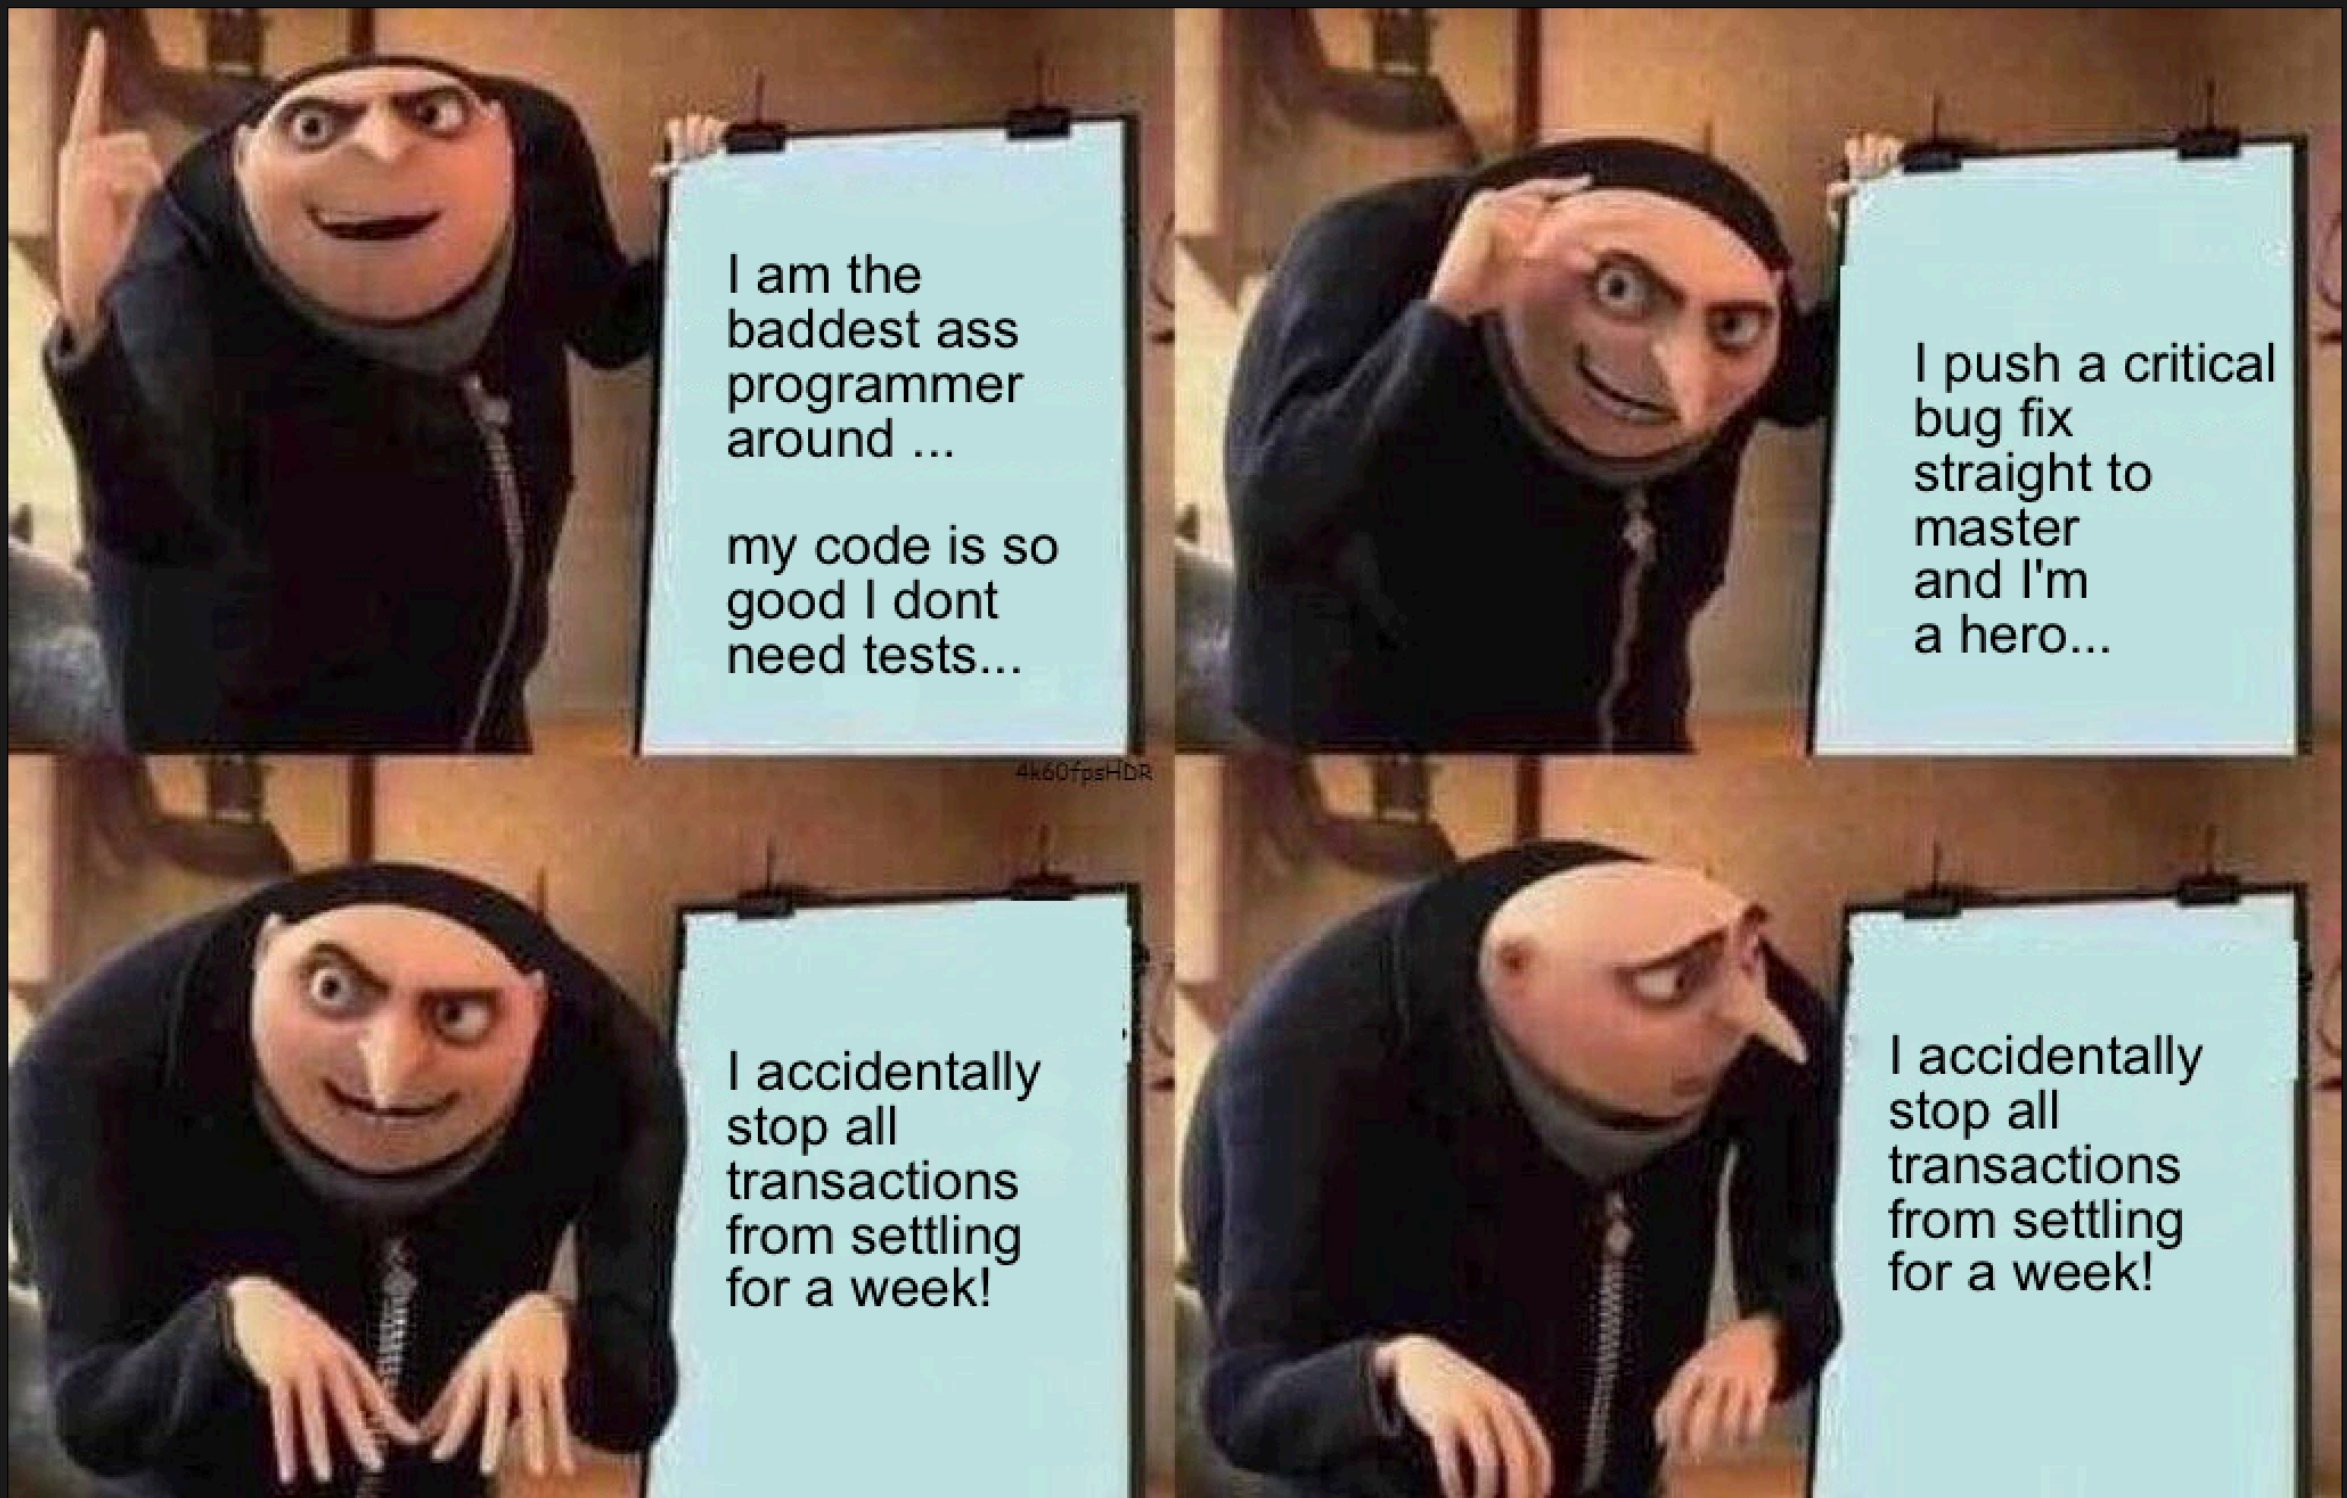 I am the
baddest ass
programmer
around ...
my code is so
good I dont
need tests...
I push a critical
bug fix
straight to
master
and I'm
a hero...
4k60fpsHDR
I accidentally
stop all
transactions
from settling
for a week!
I accidentally
stop all
transactions
from settling
for a week!